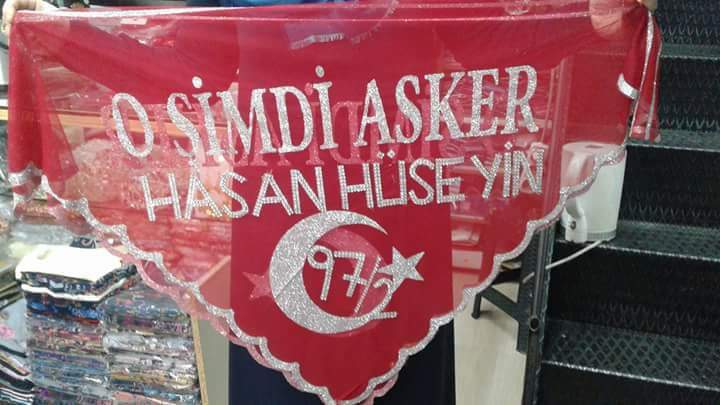 O ŞİMDİ ASKER
HASAN HÜSEYİN
97/2